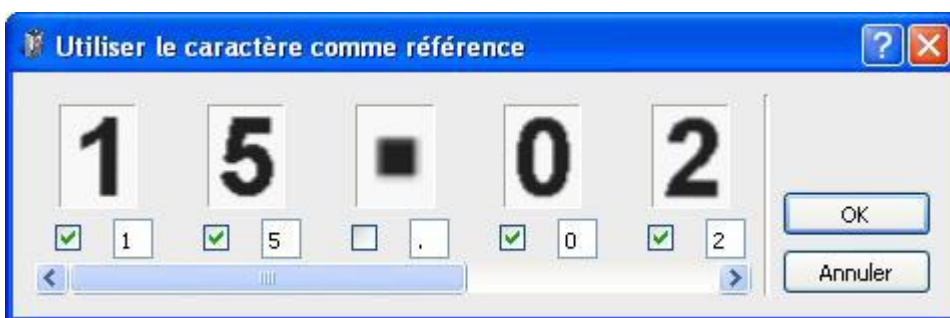 Utiliser le caractère comme référence
1 5 . 0 2
1 5 . 0 2
OK
Annuler